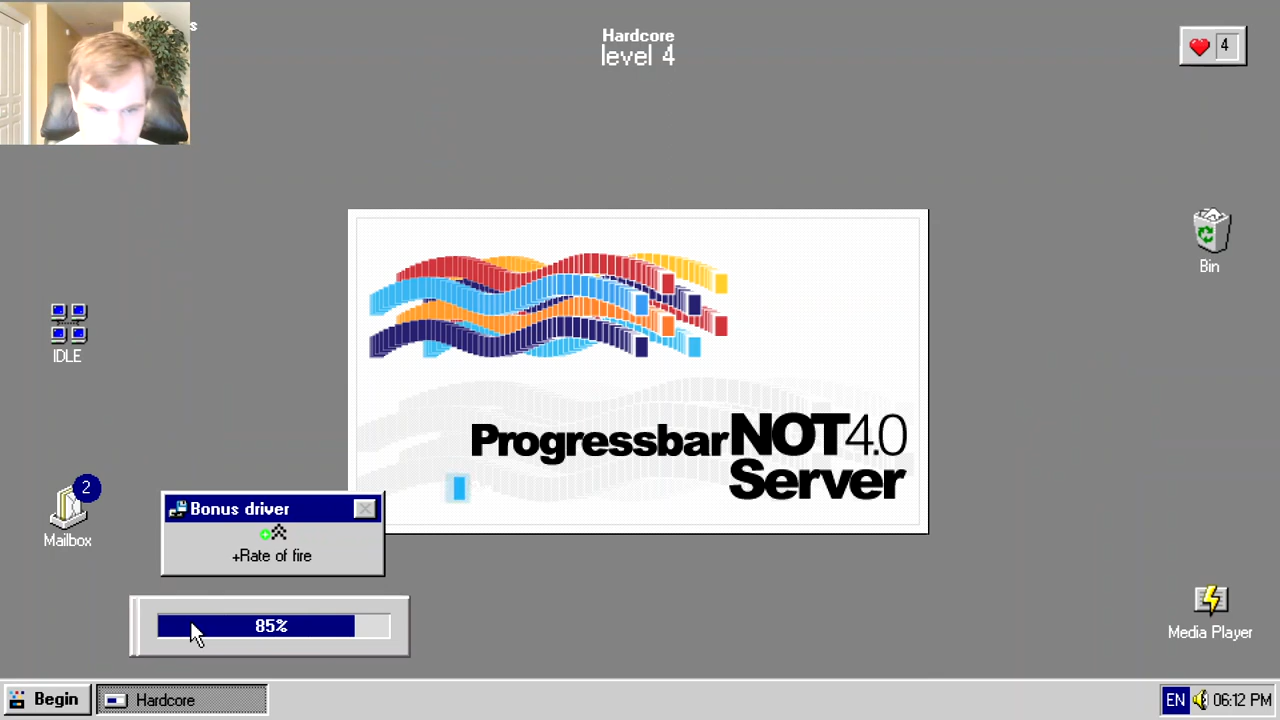 Hardcore
level 4
4
Bin
IDLE
ProgressbarNOT4.0
Server
2
Mailbox
Bonus driver
+Rate of fire
85%
Media Player
Begin
Hardcore
EN
06:12 PM